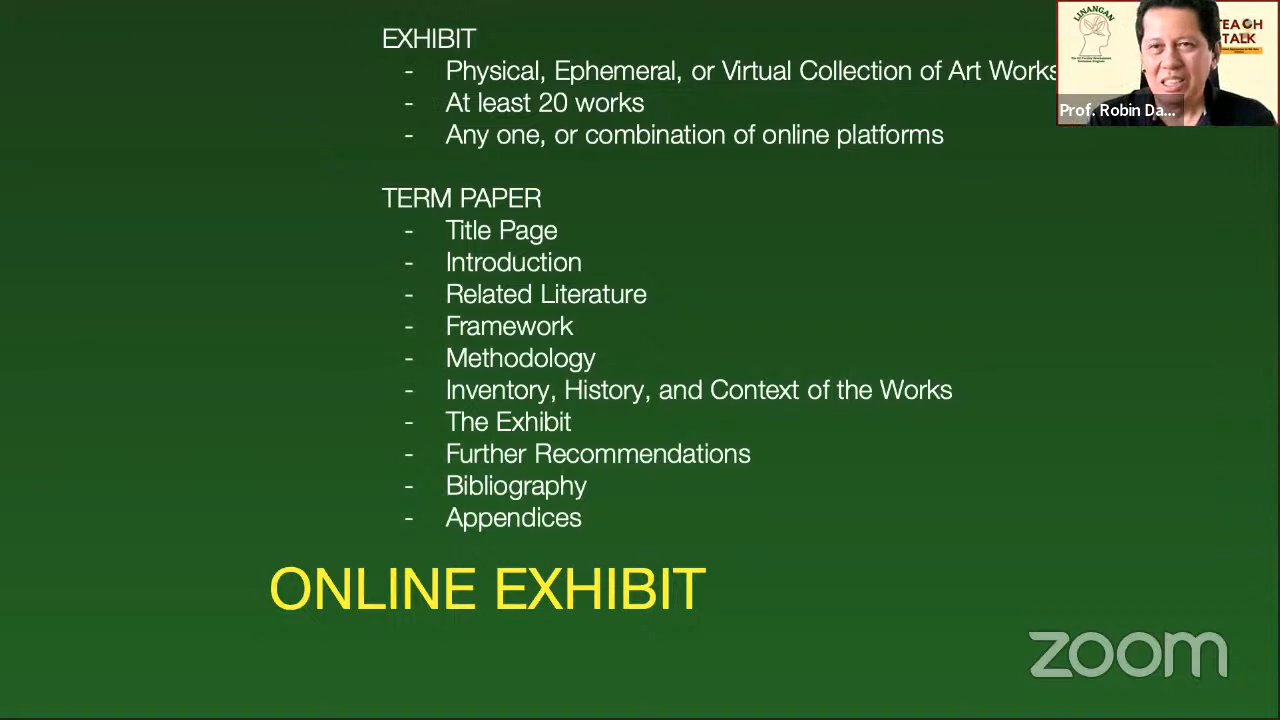 EXHIBIT
- Physical, Ephemeral, or Virtual Collection of Art Works
- At least 20 works
- Any one, or combination of online platforms
TERM PAPER
- Title Page
- Introduction
- Related Literature
- Framework
- Methodology
- Inventory, History, and Context of the Works
- The Exhibit
- Further Recommendations
- Bibliography
- Appendices
ONLINE EXHIBIT
LINANGAN
TEACH
TALK
Prof. Robin Da...
zoom